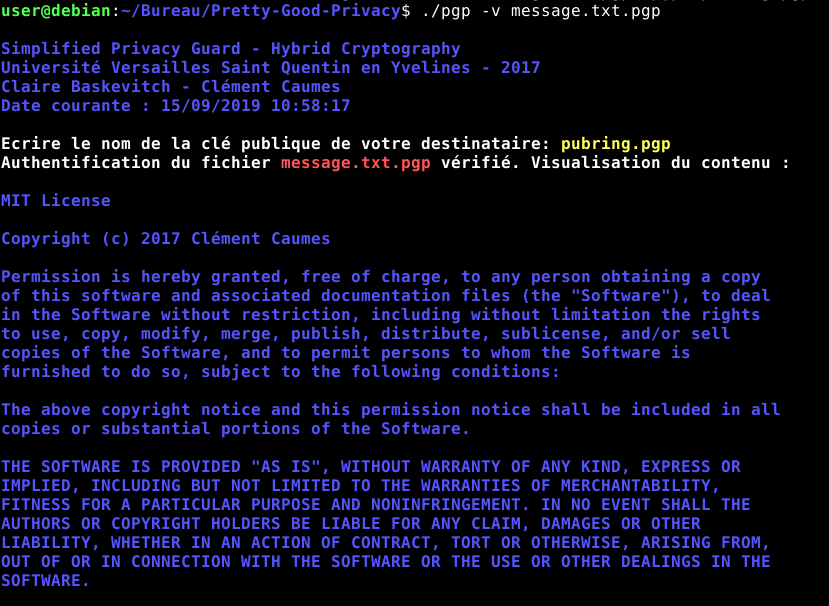 user@debian:~/Bureau/Pretty-Good-Privacy$ ./pgp -v message.txt.pgp
Simplified Privacy Guard - Hybrid Cryptography
Université Versailles Saint Quentin en Yvelines - 2017
Claire Baskevitch - Clément Caumes
Date courante : 15/09/2019 10:58:17
Ecrire le nom de la clé publique de votre destinataire: pubring.pgp
Authentification du fichier message.txt.pgp vérifié. Visualisation du contenu :
MIT License
Copyright (c) 2017 Clément Caumes
Permission is hereby granted, free of charge, to any person obtaining a copy
of this software and associated documentation files (the "Software"), to deal
in the Software without restriction, including without limitation the rights
to use, copy, modify, merge, publish, distribute, sublicense, and/or sell
copies of the Software, and to permit persons to whom the Software is
furnished to do so, subject to the following conditions:
The above copyright notice and this permission notice shall be included in all
copies or substantial portions of the Software.
THE SOFTWARE IS PROVIDED "AS IS", WITHOUT WARRANTY OF ANY KIND, EXPRESS OR
IMPLIED, INCLUDING BUT NOT LIMITED TO THE WARRANTIES OF MERCHANTABILITY,
FITNESS FOR A PARTICULAR PURPOSE AND NONINFRINGEMENT. IN NO EVENT SHALL THE
AUTHORS OR COPYRIGHT HOLDERS BE LIABLE FOR ANY CLAIM, DAMAGES OR OTHER
LIABILITY, WHETHER IN AN ACTION OF CONTRACT, TORT OR OTHERWISE, ARISING FROM,
OUT OF OR IN CONNECTION WITH THE SOFTWARE OR THE USE OR OTHER DEALINGS IN THE
SOFTWARE.